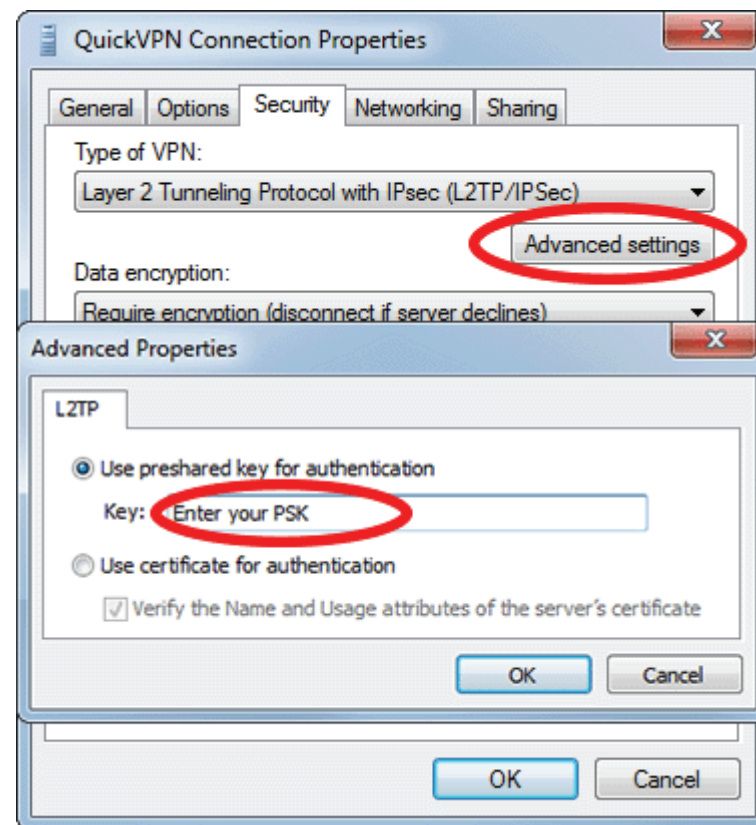 QuickVPN Connection Properties
General Options Security Networking Sharing
Type of VPN:
Layer 2 Tunneling Protocol with IPsec (L2TP/IPSec)
Advanced settings
Data encryption:
Require encryption (disconnect if server declines)
Advanced Properties
L2TP
Use preshared key for authentication
Key: Enter your PSK
Use certificate for authentication
Verify the Name and Usage attributes of the server's certificate
OK Cancel
OK Cancel